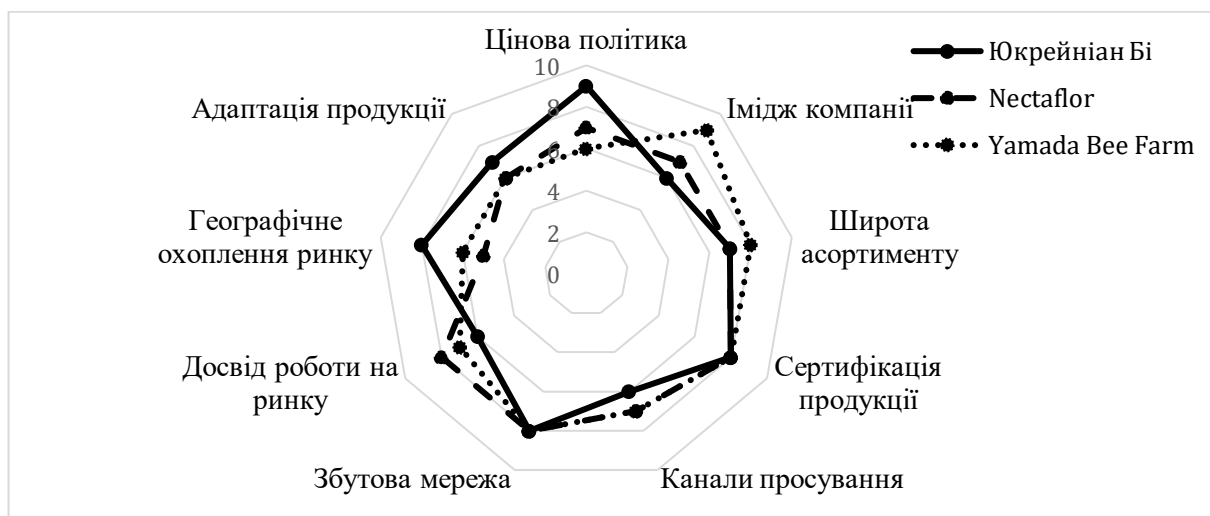 Цінова політика
Юкрейніан Бі
Nectaflor
Yamada Bee Farm
Імідж компанії
Широта
асортименту
Сертифікація
продукції
Канали просування
Збутова мережа
Досвід роботи на
ринку
Географічне
охоплення ринку
Адаптація продукції
10
8
6
4
2
0